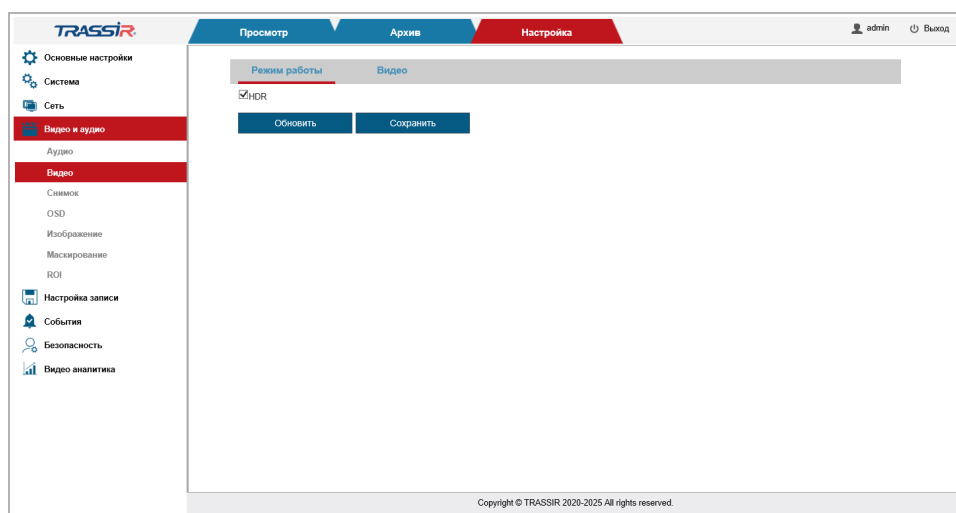 TRASSIR
Просмотр
Архив
Настройка
admin
Выход
Основные настройки
Система
Сеть
Видео и аудио
Аудио
Видео
Снимок
OSD
Изображение
Маскирование
ROI
Настройка записи
События
Безопасность
Видео аналитика
Режим работы
Видео
HDR
Обновить
Сохранить
Copyright © TRASSIR 2020-2025 All rights reserved.